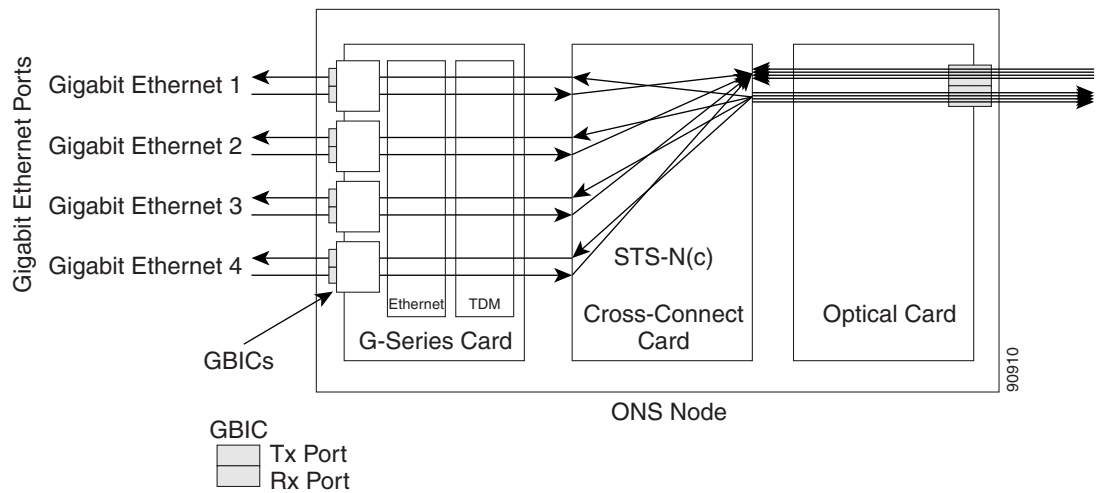 Gigabit Ethernet Ports
Gigabit Ethernet 1
Gigabit Ethernet 2
Gigabit Ethernet 3
Gigabit Ethernet 4
GBICs
Ethernet
TDM
G-Series Card
STS-N(c)
Cross-Connect
Card
Optical Card
90910
ONS Node
GBIC
Tx Port
Rx Port